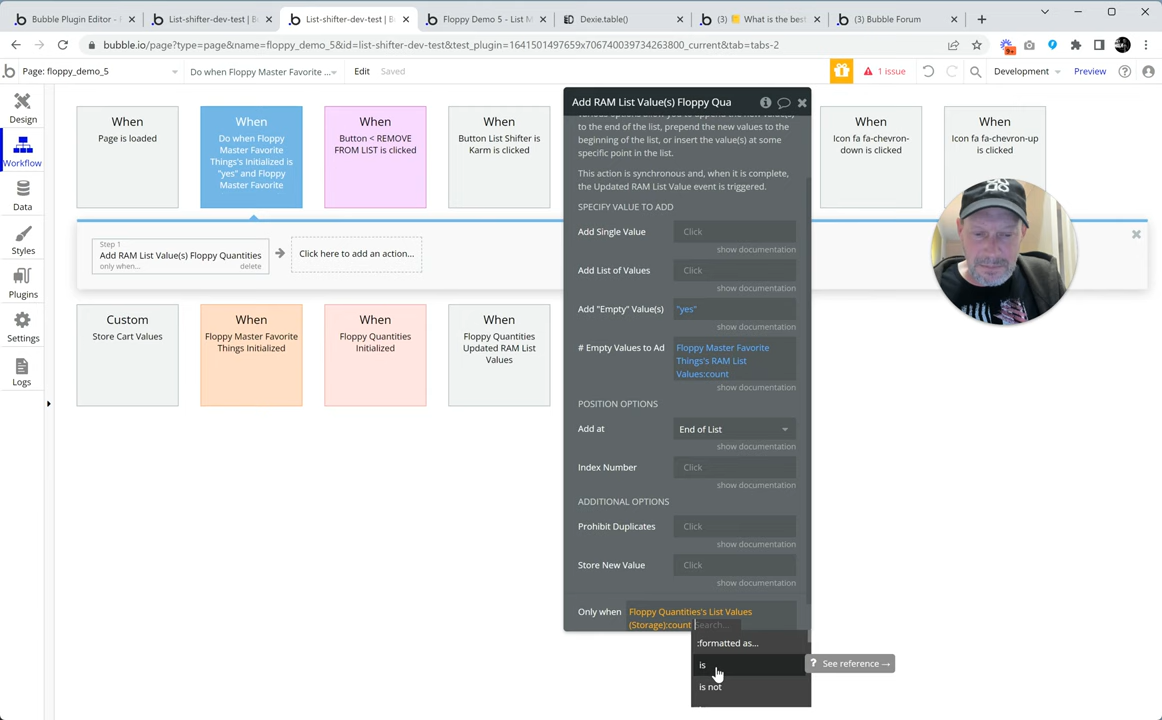 Bubble Plugin Editor -
List-shifter-dev-test | B
List-shifter-dev-test | B
Floppy Demo 5 - List M
Dexie.table()
(3) 👋 What is the best
(3) Bubble Forum
bubble.io/page?type=page&name=floppy_demo_5&id=list-shifter-dev-test&test_plugin=1641501497659x706740039734263800_current&tab=tabs-2
Page: floppy_demo_5
Do when Floppy Master Favorite ...
Edit
Saved
1 issue
Development
Preview
Design
Workflow
Data
Styles
Plugins
Settings
Logs
When
Page is loaded
When
Do when Floppy
Master Favorite
Things's Initialized is
"yes" and Floppy
Master Favorite
When
Button < REMOVE
FROM LIST is clicked
When
Button List Shifter is
Karm is clicked
When
Icon fa fa-chevron-
down is clicked
When
Icon fa fa-chevron-up
is clicked
Step 1
Add RAM List Value(s) Floppy Quantities
only when...
delete
Click here to add an action...
Custom
Store Cart Values
When
Floppy Master Favorite
Things Initialized
When
Floppy Quantities
Initialized
When
Floppy Quantities
Updated RAM List
Values
Add RAM List Value(s) Floppy Qua
to the end of the list, prepend the new values to the
beginning of the list, or insert the value(s) at some
specific point in the list.
This action is synchronous and, when it is complete,
the Updated RAM List Value event is triggered.
SPECIFY VALUE TO ADD
Add Single Value
Click
show documentation
Add List of Values
Click
show documentation
Add "Empty" Value(s)
"yes"
show documentation
# Empty Values to Ad
Floppy Master Favorite
Things's RAM List
Values:count
show documentation
POSITION OPTIONS
Add at
End of List
show documentation
Index Number
Click
show documentation
ADDITIONAL OPTIONS
Prohibit Duplicates
Click
show documentation
Store New Value
Click
show documentation
Only when
Floppy Quantities's List Values
(Storage):count
Search...
:formatted as...
is
? See reference →
is not